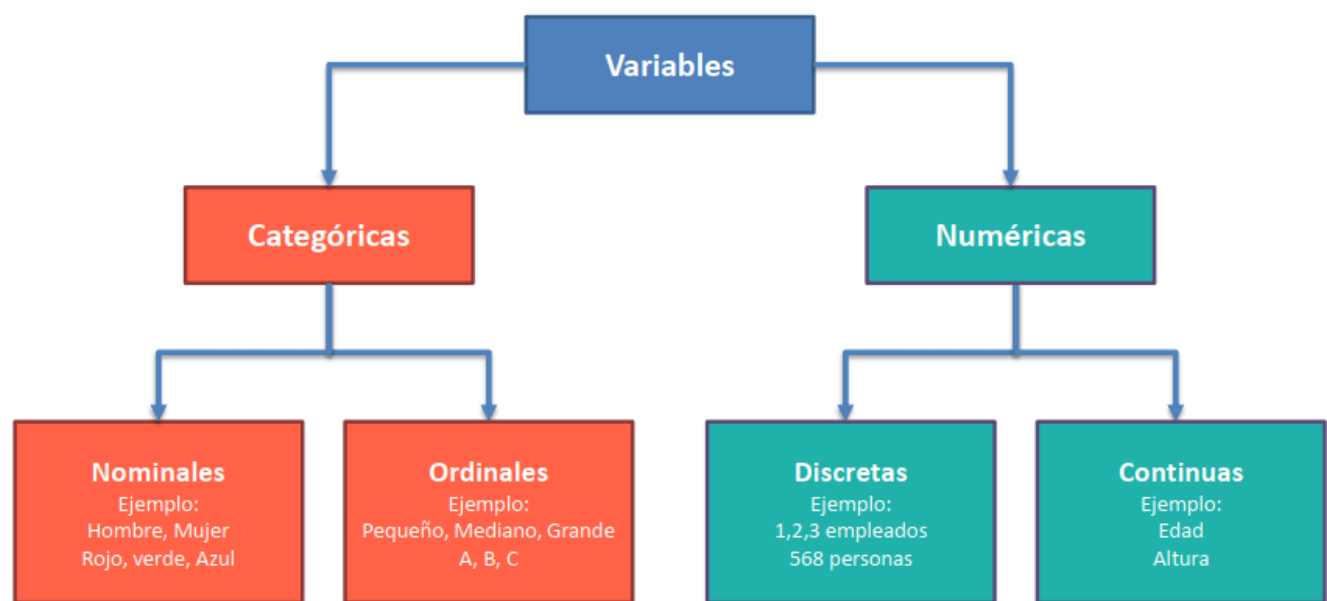 Variables
Categóricas
Numéricas
Nominales
Ejemplo:
Hombre, Mujer
Rojo, verde, Azul
Ordinales
Ejemplo:
Pequeño, Mediano, Grande
A, B, C
Discretas
Ejemplo:
1,2,3 empleados
568 personas
Continuas
Ejemplo:
Edad
Altura